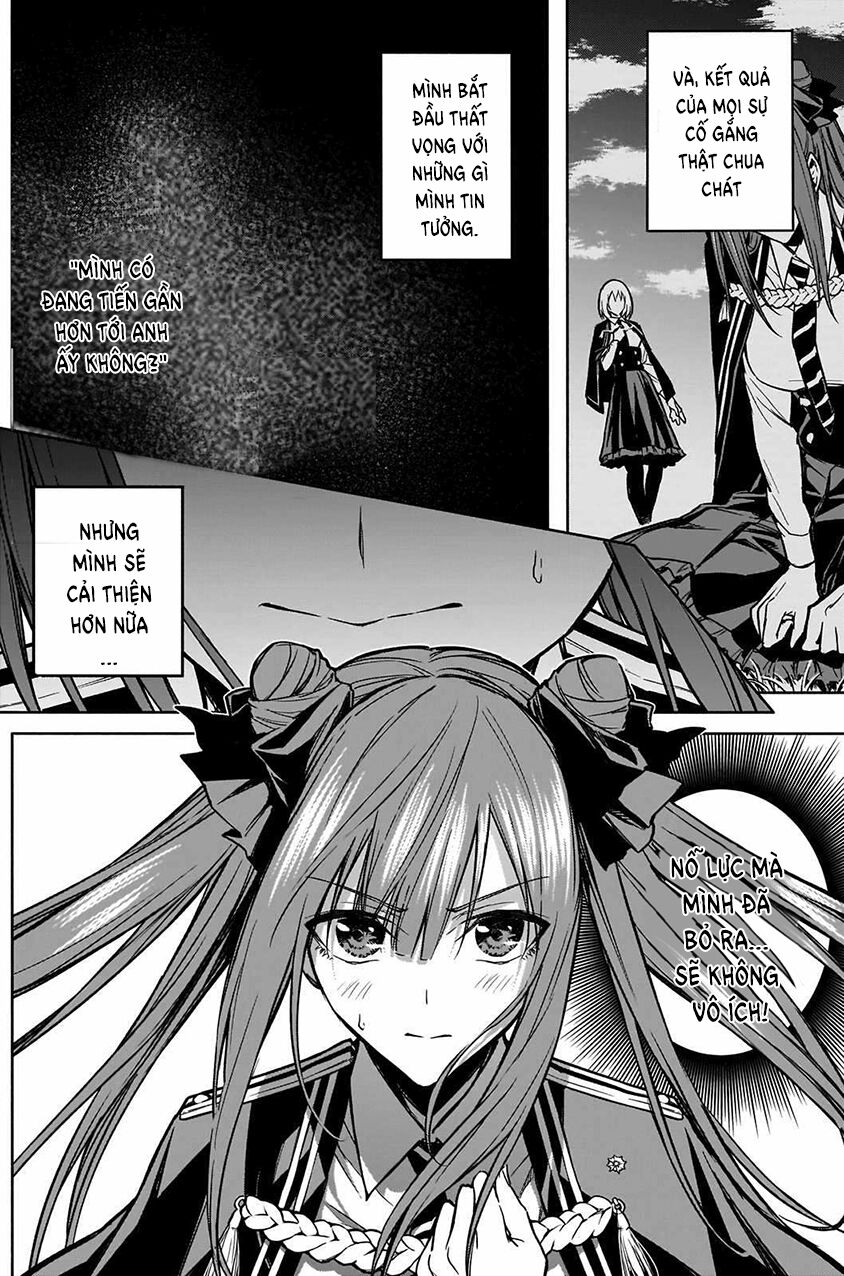 VÀ, KẾT QUẢ
CỦA MỌI SỰ
CỐ GẮNG
THẬT CHUA
CHÁT
MÌNH BẮT
ĐẦU THẤT
VỌNG VỚI
NHỮNG GÌ
MÌNH TIN
TƯỞNG.
"MÌNH CÓ
ĐANG TIẾN GẦN
HƠN TỚI ANH
ẤY KHÔNG?"
NHƯNG
MÌNH SẼ
CẢI THIỆN
HƠN NỮA
...
NỖ LỰC MÀ
MÌNH ĐÃ
BỎ RA...
SẼ KHÔNG
VÔ ÍCH!